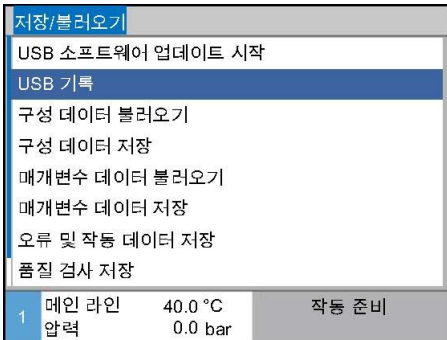 저장/불러오기
USB 소프트웨어 업데이트 시작
USB 기록
구성 데이터 불러오기
구성 데이터 저장
매개변수 데이터 불러오기
매개변수 데이터 저장
오류 및 작동 데이터 저장
품질 검사 저장
1 메인 라인 40.0 °C 작동 준비
압력 0.0 bar